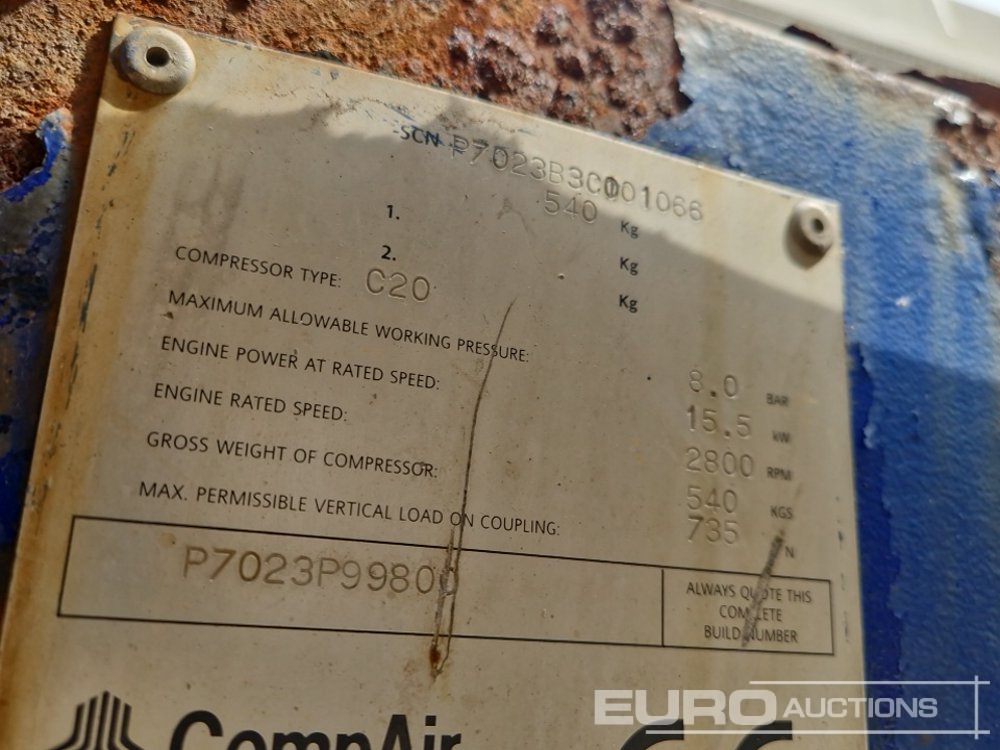 SCN P7023B3C001066
1. 540 Kg
2. Kg
COMPRESSOR TYPE: C20 Kg
MAXIMUM ALLOWABLE WORKING PRESSURE: 8.0 BAR
ENGINE POWER AT RATED SPEED: 15.5 kW
ENGINE RATED SPEED: 2800 RPM
GROSS WEIGHT OF COMPRESSOR: 540 KGS
MAX. PERMISSIBLE VERTICAL LOAD ON COUPLING: 735 N
P7023P99800
ALWAYS QUOTE THIS
COMPLETE
BUILD NUMBER
CompAir
CE
EURO AUCTIONS